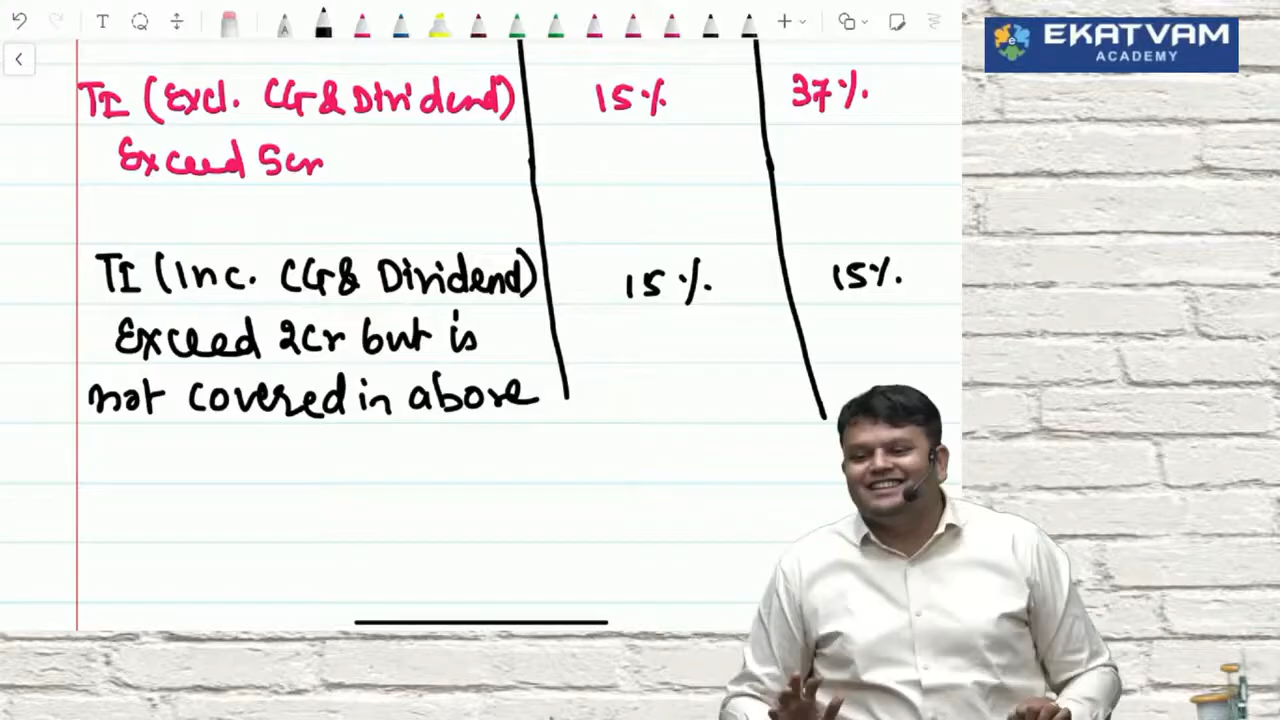 T
EKATVAM
ACADEMY
TI (Excl. CG & Dividend) 15% 37%
Exceed 5cr
TI (Inc. CG & Dividend) 15% 15%
Exceed 2Cr but is
not covered in above